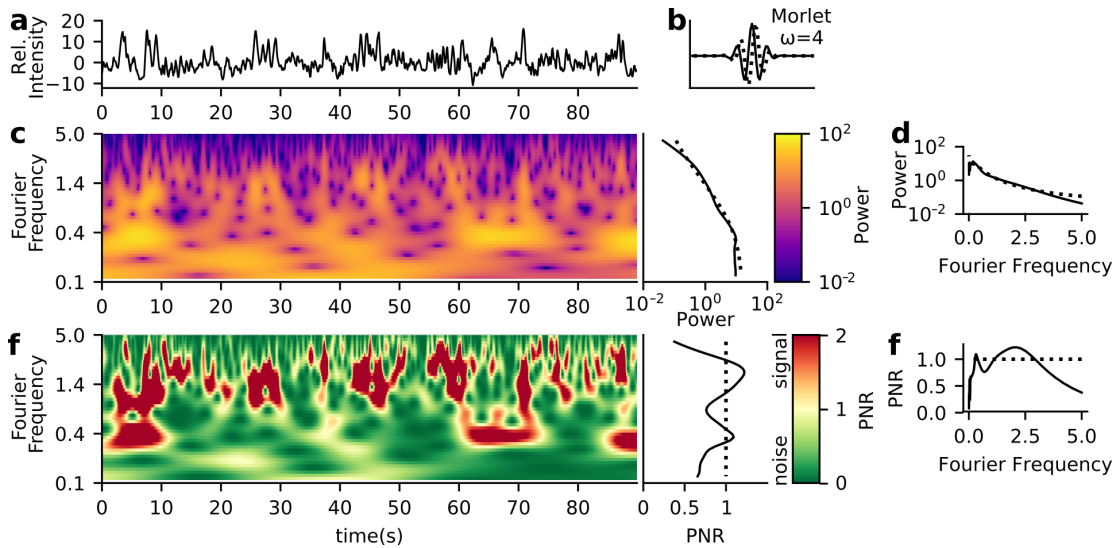 a
20
10
0
−10
Rel.
Intensity
0 10 20 30 40 50 60 70 80
b
Morlet
ω=4
c
5.0
1.4
0.4
0.1
Fourier
Frequency
0 10 20 30 40 50 60 70 80
10⁻² 10⁰ 10²
Power
10²
10⁰
10⁻²
Power
d
10²
10⁰
10⁻²
Power
0.0 2.5 5.0
Fourier Frequency
f
5.0
1.4
0.4
0.1
Fourier
Frequency
0 10 20 30 40 50 60 70 80
time(s)
0 0.5 1
PNR
noise
signal
2
1
0
PNR
f
1.0
0.5
0.0
PNR
0.0 2.5 5.0
Fourier Frequency